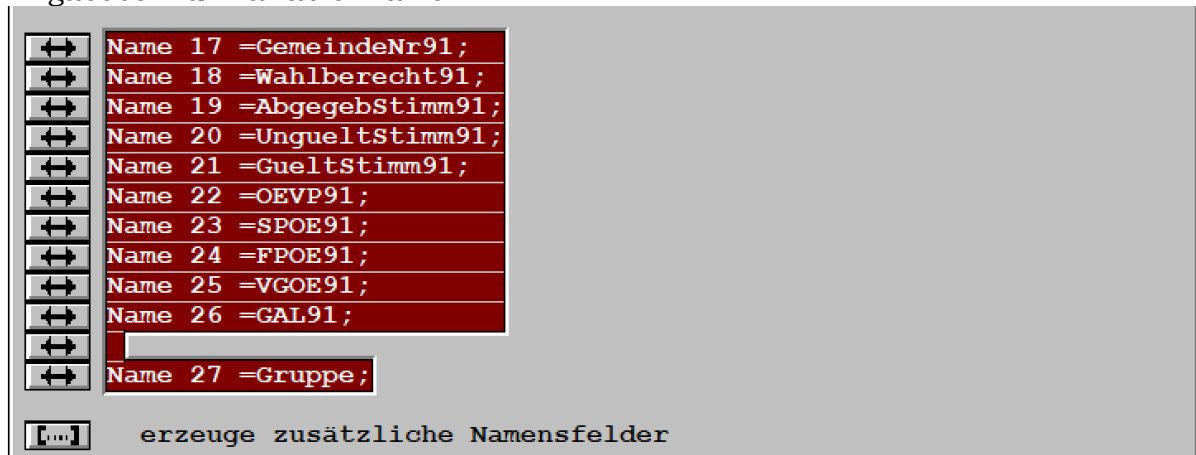 Name 17 =GemeindeNr91;
Name 18 =Wahlberecht91;
Name 19 =AbgegebStimm91;
Name 20 =UngueltStimm91;
Name 21 =GueltStimm91;
Name 22 =OEVP91;
Name 23 =SPOE91;
Name 24 =FPOE91;
Name 25 =VGOE91;
Name 26 =GAL91;
Name 27 =Gruppe;
[....] erzeuge zusätzliche Namensfelder